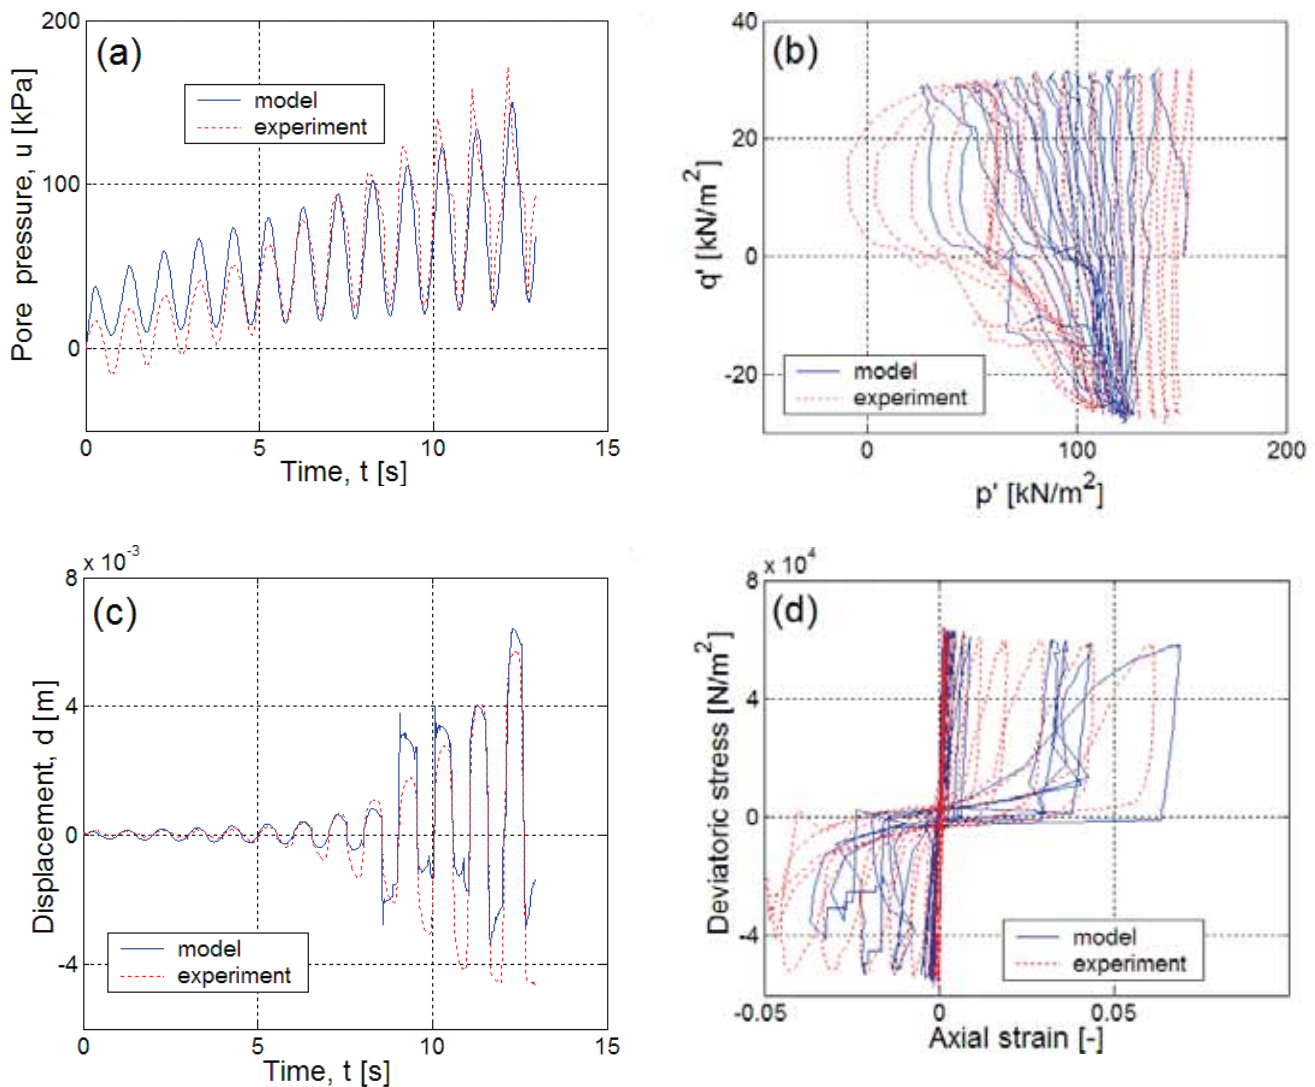 (a)
200
100
0
Pore pressure, u [kPa]
model
experiment
0
5
10
15
Time, t [s]
(b)
40
20
0
-20
q' [kN/m²]
model
experiment
0
100
200
p' [kN/m²]
x 10⁻³
(c)
8
4
0
-4
Displacement, d [m]
model
experiment
0
5
10
15
Time, t [s]
x 10⁴
(d)
8
4
0
-4
Deviatoric stress [N/m²]
model
experiment
-0.05
0
0.05
Axial strain [-]